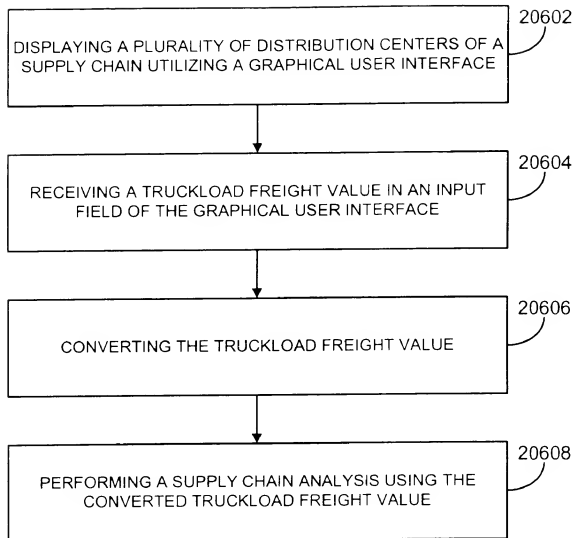 20602
DISPLAYING A PLURALITY OF DISTRIBUTION CENTERS OF A
SUPPLY CHAIN UTILIZING A GRAPHICAL USER INTERFACE
20604
RECEIVING A TRUCKLOAD FREIGHT VALUE IN AN INPUT
FIELD OF THE GRAPHICAL USER INTERFACE
20606
CONVERTING THE TRUCKLOAD FREIGHT VALUE
20608
PERFORMING A SUPPLY CHAIN ANALYSIS USING THE
CONVERTED TRUCKLOAD FREIGHT VALUE